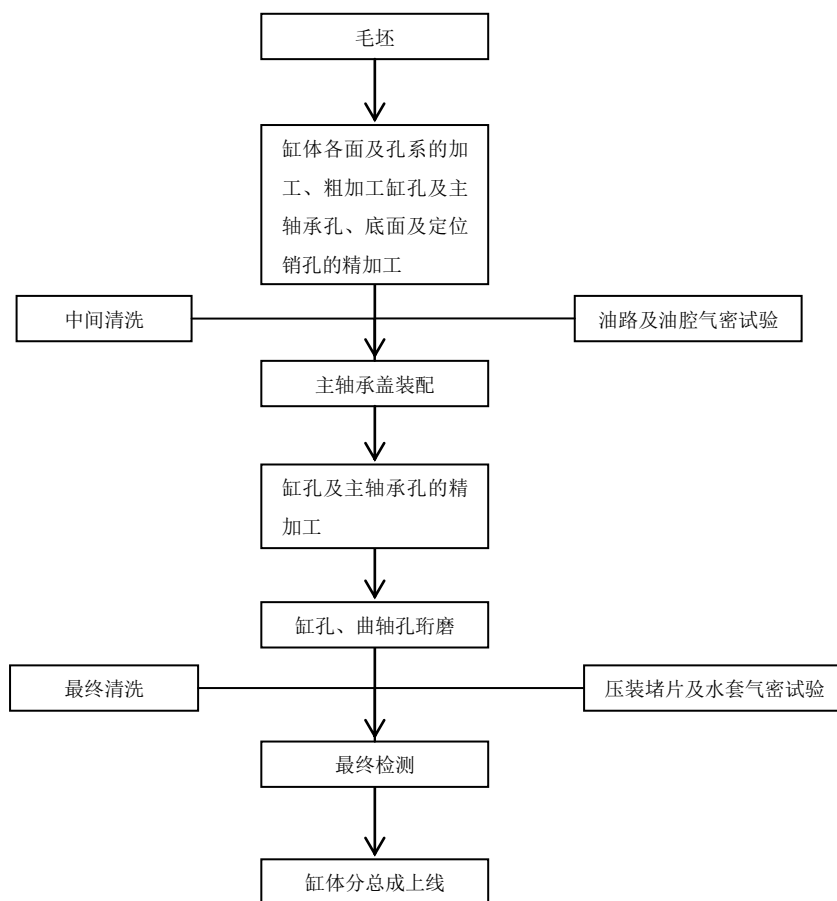 毛坯
缸体各面及孔系的加
工、粗加工缸孔及主
轴承孔、底面及定位
销孔的精加工
中间清洗
油路及油腔气密试验
主轴承盖装配
缸孔及主轴承孔的精
加工
缸孔、曲轴孔珩磨
最终清洗
压装堵片及水套气密试验
最终检测
缸体分总成上线